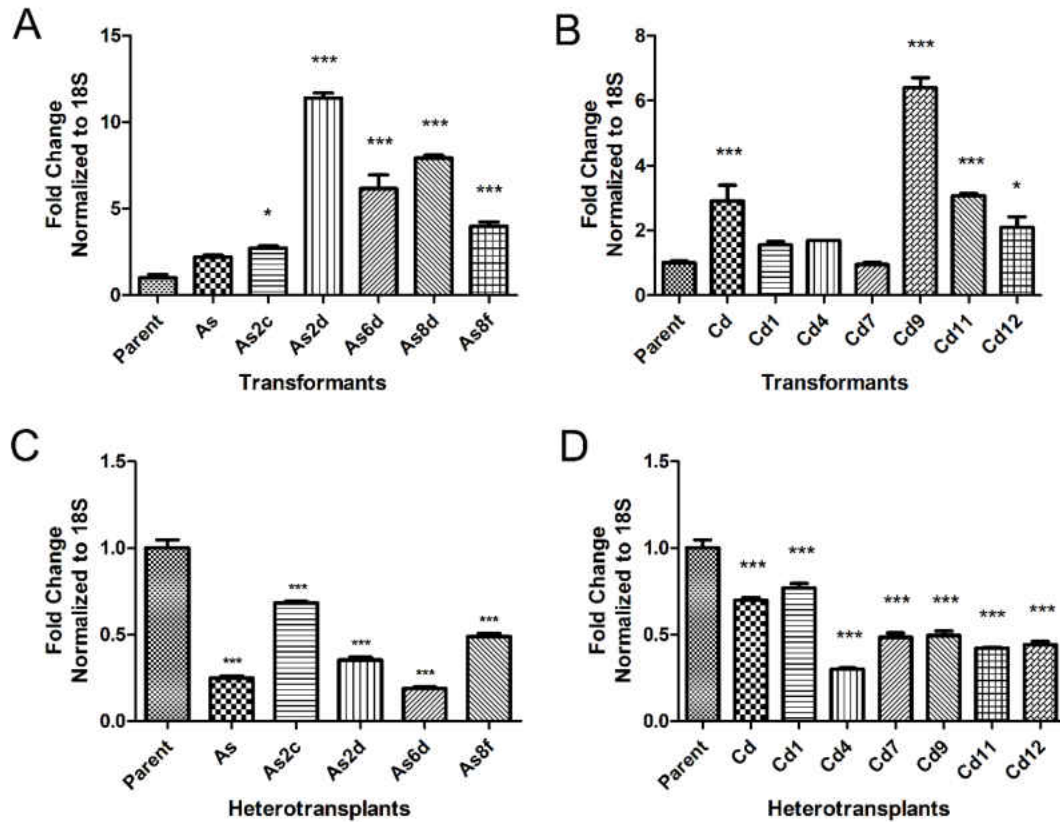 A
Fold Change
Normalized to 18S
15
10
5
0
*
***
***
***
***
Parent
As
As2c
As2d
As6d
As8d
As8f
Transformants
B
Fold Change
Normalized to 18S
8
6
4
2
0
***
***
***
*
Parent
Cd
Cd1
Cd4
Cd7
Cd9
Cd11
Cd12
Transformants
C
Fold Change
Normalized to 18S
1.5
1.0
0.5
0.0
***
***
***
***
***
Parent
As
As2c
As2d
As6d
As8f
Heterotransplants
D
Fold Change
Normalized to 18S
1.5
1.0
0.5
0.0
***
***
***
***
***
***
***
Parent
Cd
Cd1
Cd4
Cd7
Cd9
Cd11
Cd12
Heterotransplants